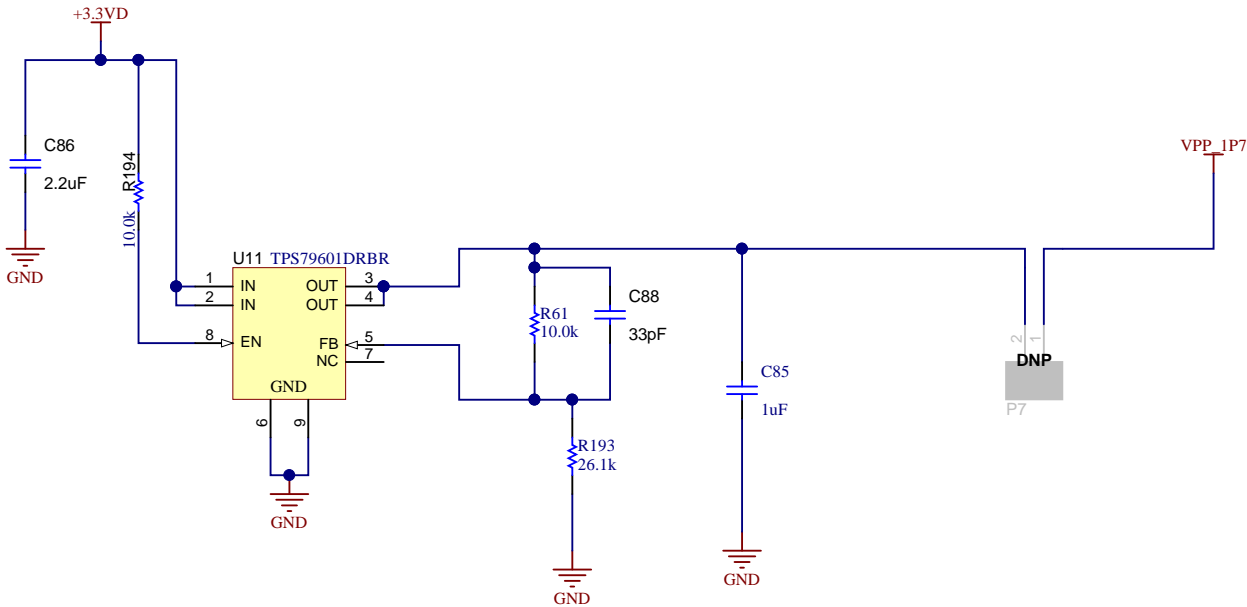 +3.3VD
C86
2.2uF
GND
R194
10.0k
U11 TPS79601DRBR
1 IN
2 IN
8 EN
OUT 3
OUT 4
FB 5
NC 7
GND
6
9
GND
R61
10.0k
C88
33pF
R193
26.1k
GND
C85
1uF
GND
VPP_1P7
2
1
DNP
P7